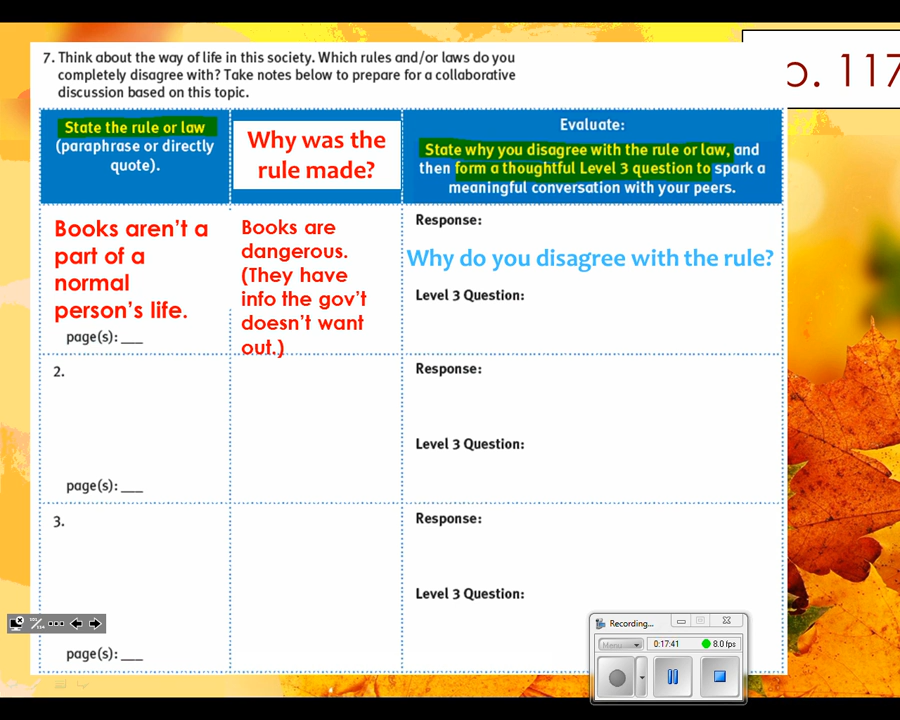 7. Think about the way of life in this society. Which rules and/or laws do you
completely disagree with? Take notes below to prepare for a collaborative
discussion based on this topic.
117
State the rule or law
(paraphrase or directly
quote).
Why was the
rule made?
Evaluate:
State why you disagree with the rule or law, and
then form a thoughtful Level 3 question to spark a
meaningful conversation with your peers.
Books aren't a
part of a
normal
person's life.
page(s): ___
Books are
dangerous.
(They have
info the gov't
doesn't want
out.)
Response:
Why do you disagree with the rule?
Level 3 Question:
2.
page(s): ___
Response:
Level 3 Question:
3.
page(s): ___
Response:
Level 3 Question:
Recording...
Menu
0:17:41
8.0 fps